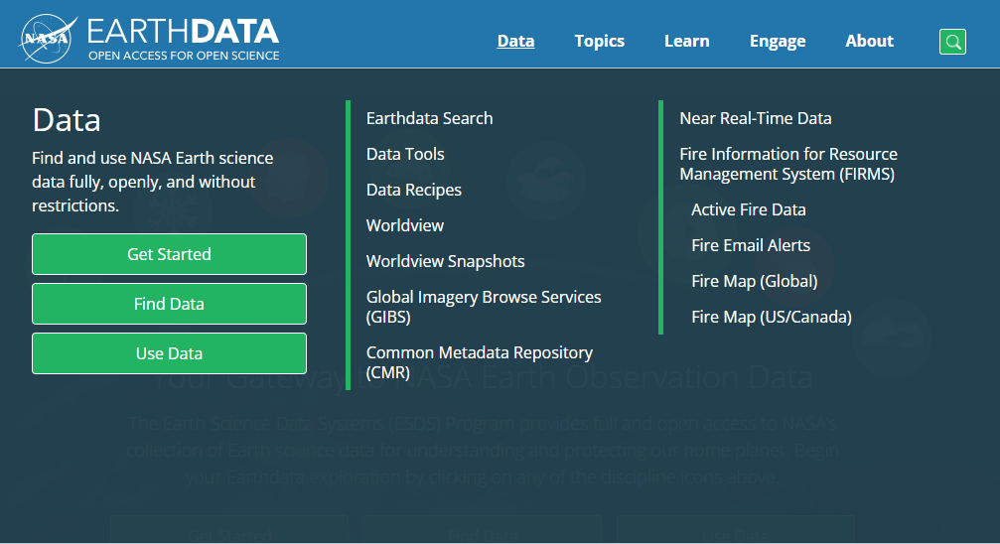 NASA
EARTHDATA
OPEN ACCESS FOR OPEN SCIENCE
Data
Topics
Learn
Engage
About
Data
Find and use NASA Earth science
data fully, openly, and without
restrictions.
Get Started
Find Data
Use Data
Earthdata Search
Data Tools
Data Recipes
Worldview
Worldview Snapshots
Global Imagery Browse Services
(GIBS)
Common Metadata Repository
(CMR)
Near Real-Time Data
Fire Information for Resource
Management System (FIRMS)
Active Fire Data
Fire Email Alerts
Fire Map (Global)
Fire Map (US/Canada)
Your Gateway to NASA Earth Observation Data
The Earth Science Data Systems (ESDS) Program provides full and open access to NASA's
collection of Earth science data for understanding and protecting our home planet. Begin
your Earthdata exploration by clicking on any of the discipline icons above.
Get Started
Find Data
Use Data